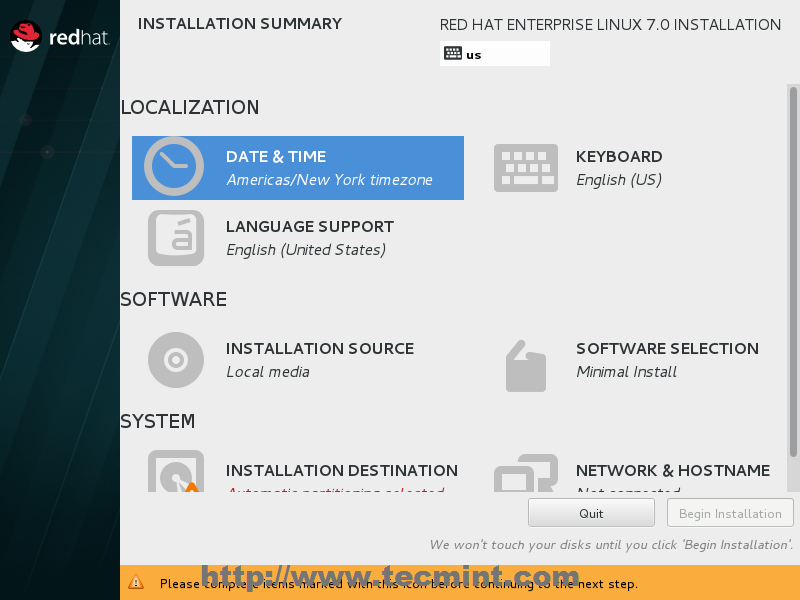 redhat.
INSTALLATION SUMMARY
RED HAT ENTERPRISE LINUX 7.0 INSTALLATION
us
LOCALIZATION
DATE & TIME
Americas/New York timezone
KEYBOARD
English (US)
LANGUAGE SUPPORT
English (United States)
SOFTWARE
INSTALLATION SOURCE
Local media
SOFTWARE SELECTION
Minimal Install
SYSTEM
INSTALLATION DESTINATION
Automatic partitioning selected
NETWORK & HOSTNAME
Not connected
Quit
Begin Installation
We won't touch your disks until you click 'Begin Installation'.
Please complete items marked with this icon before continuing to the next step.
http://www.tecmint.com